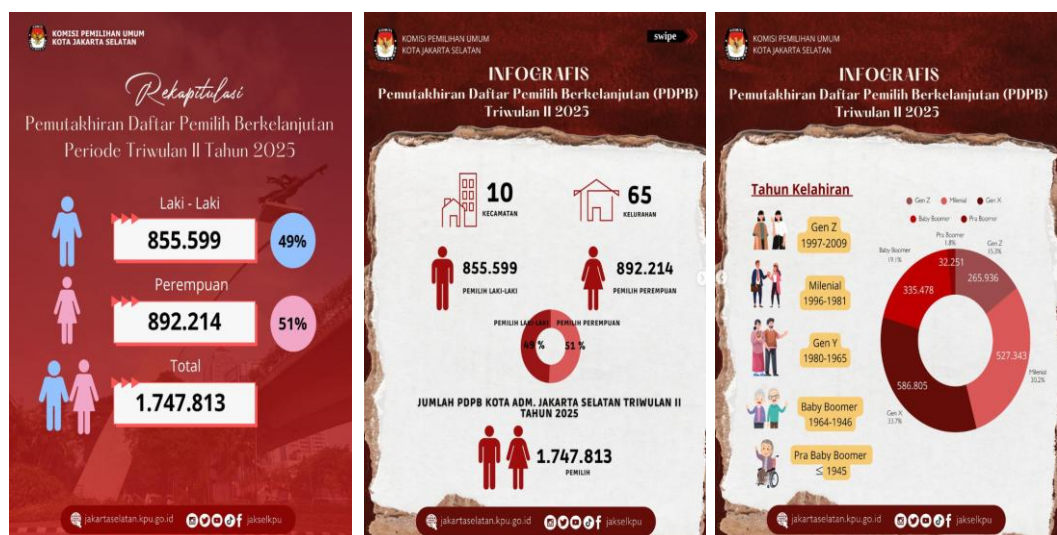 KOMISI PEMILIHAN UMUM
KOTA JAKARTA SELATAN
Rekapitulasi
Pemutakhiran Daftar Pemilih Berkelanjutan
Periode Triwulan II Tahun 2025
Laki - Laki
855.599
49%
Perempuan
892.214
51%
Total
1.747.813
jakartaselatan.kpu.go.id
jakselkpu
KOMISI PEMILIHAN UMUM
KOTA JAKARTA SELATAN
swipe
INFOGRAFIS
Pemutakhiran Daftar Pemilih Berkelanjutan (PDPB)
Triwulan II 2025
10
KECAMATAN
65
KELURAHAN
855.599
PEMILIH LAKI-LAKI
892.214
PEMILIH PEREMPUAN
PEMILIH LAKI-LAKI
PEMILIH PEREMPUAN
49 %
51 %
JUMLAH PDPB KOTA ADM. JAKARTA SELATAN TRIWULAN II
TAHUN 2025
1.747.813
PEMILIH
jakartaselatan.kpu.go.id
jakselkpu
KOMISI PEMILIHAN UMUM
KOTA JAKARTA SELATAN
INFOGRAFIS
Pemutakhiran Daftar Pemilih Berkelanjutan (PDPB)
Triwulan II 2025
Tahun Kelahiran
Gen Z
1997-2009
Milenial
1996-1981
Gen Y
1980-1965
Baby Boomer
1964-1946
Pra Baby Boomer
≤ 1945
Gen Z
Milenial
Gen X
Baby Boomer
Pra Boomer
Pra Boomer
1.8%
32.251
Gen Z
15.2%
265.936
Baby Boomer
19.1%
335.478
527.343
Milenial
30.2%
586.805
Gen X
33.7%
jakartaselatan.kpu.go.id
jakselkpu